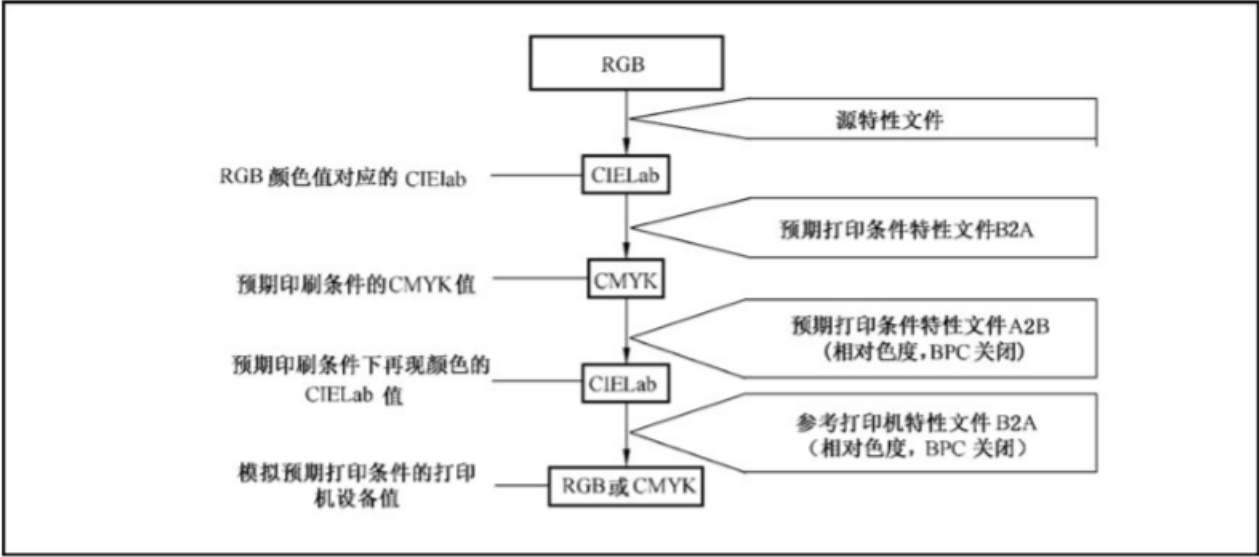 RGB
源特性文件
RGB 颜色值对应的 CIElab
CIELab
预期打印条件特性文件B2A
预期印刷条件的CMYK值
CMYK
预期打印条件特性文件A2B
(相对色度,BPC关闭)
预期印刷条件下再现颜色的
CIELab 值
CIELab
参考打印机特性文件 B2A
（相对色度，BPC 关闭）
模拟预期打印条件的打印
机设备值
RGB或CMYK